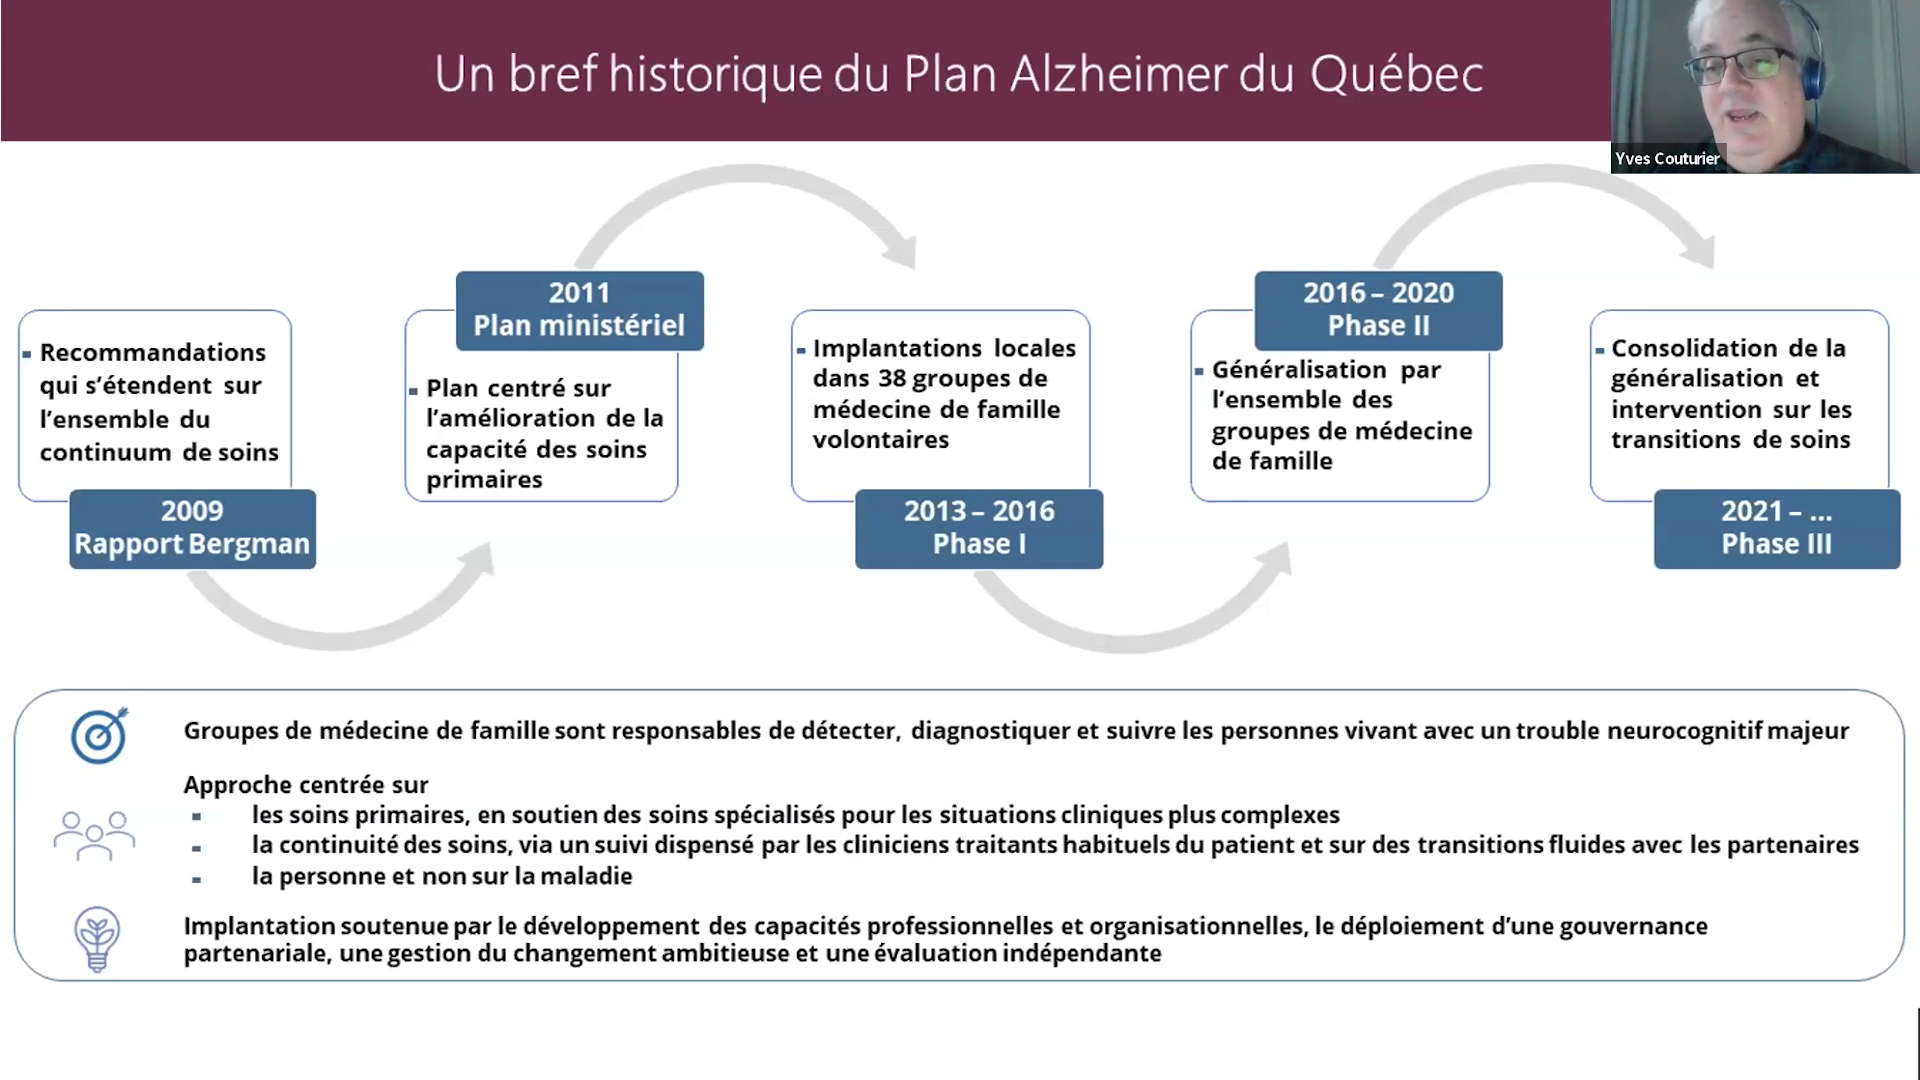 Un bref historique du Plan Alzheimer du Québec
Yves Couturier
Recommandations
qui s'étendent sur
l'ensemble du
continuum de soins
2009
Rapport Bergman
2011
Plan ministériel
Plan centré sur
l'amélioration de la
capacité des soins
primaires
Implantations locales
dans 38 groupes de
médecine de famille
volontaires
2013 – 2016
Phase I
2016 – 2020
Phase II
Généralisation par
l'ensemble des
groupes de médecine
de famille
Consolidation de la
généralisation et
intervention sur les
transitions de soins
2021 – ...
Phase III
Groupes de médecine de famille sont responsables de détecter, diagnostiquer et suivre les personnes vivant avec un trouble neurocognitif majeur
Approche centrée sur
les soins primaires, en soutien des soins spécialisés pour les situations cliniques plus complexes
la continuité des soins, via un suivi dispensé par les cliniciens traitants habituels du patient et sur des transitions fluides avec les partenaires
la personne et non sur la maladie
Implantation soutenue par le développement des capacités professionnelles et organisationnelles, le déploiement d'une gouvernance
partenariale, une gestion du changement ambitieuse et une évaluation indépendante